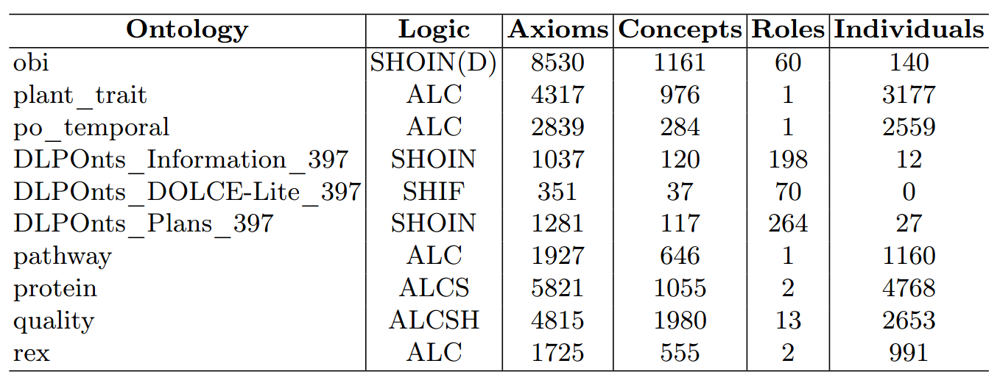 Ontology Logic Axioms Concepts Roles Individuals
obi SHOIN(D) 8530 1161 60 140
plant_trait ALC 4317 976 1 3177
po_temporal ALC 2839 284 1 2559
DLPOnts_Information_397 SHOIN 1037 120 198 12
DLPOnts_DOLCE-Lite_397 SHIF 351 37 70 0
DLPOnts_Plans_397 SHOIN 1281 117 264 27
pathway ALC 1927 646 1 1160
protein ALCS 5821 1055 2 4768
quality ALCSH 4815 1980 13 2653
rex ALC 1725 555 2 991